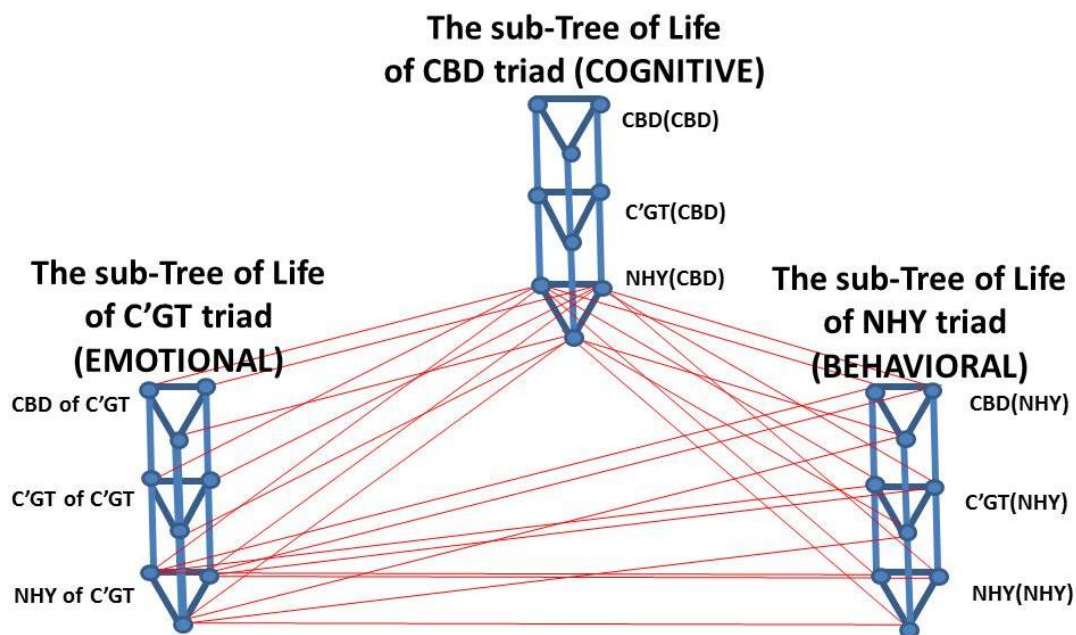 The sub-Tree of Life
of CBD triad (COGNITIVE)
CBD(CBD)
C’GT(CBD)
NHY(CBD)
The sub-Tree of Life
of C’GT triad
(EMOTIONAL)
CBD of C’GT
C’GT of C’GT
NHY of C’GT
The sub-Tree of Life
of NHY triad
(BEHAVIORAL)
CBD(NHY)
C’GT(NHY)
NHY(NHY)